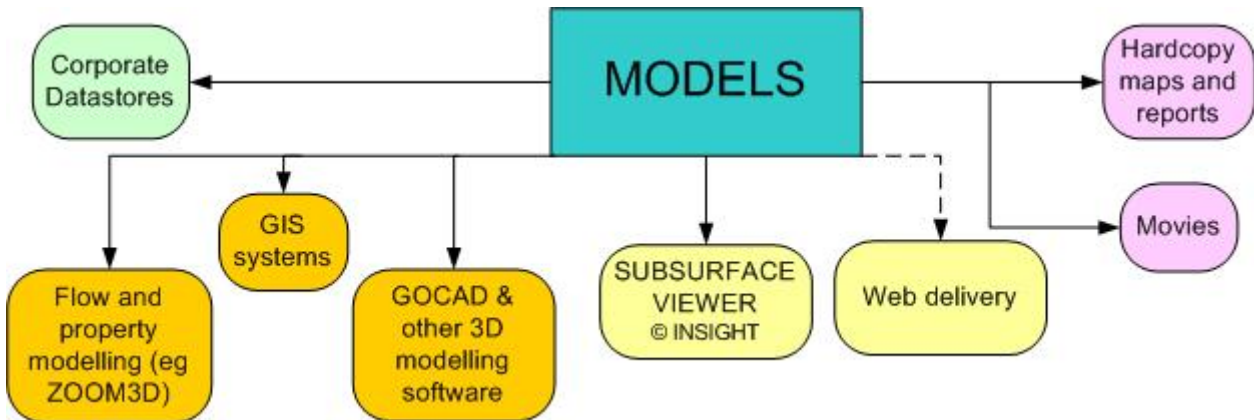 MODELS
Corporate
Datastores
Hardcopy
maps and
reports
Movies
GIS
systems
Flow and
property
modelling (eg
ZOOM3D)
GOCAD &
other 3D
modelling
software
SUBSURFACE
VIEWER
© INSIGHT
Web delivery